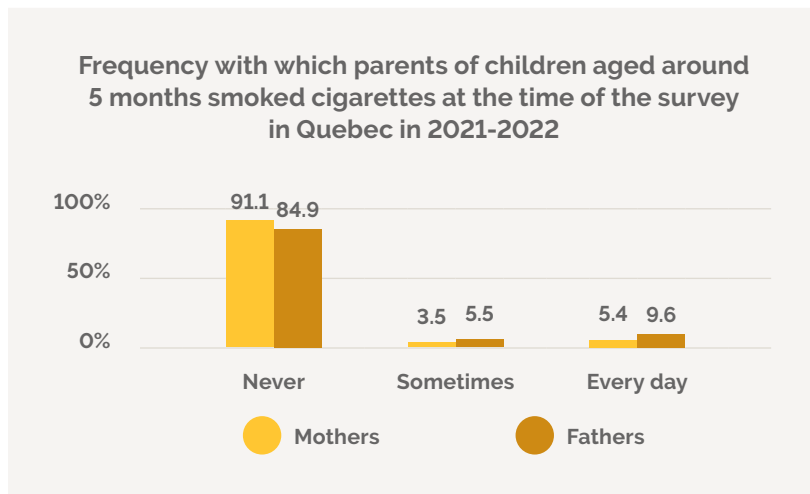 Frequency with which parents of children aged around
5 months smoked cigarettes at the time of the survey
in Quebec in 2021-2022
100%
91.1 84.9
50%
3.5 5.5
5.4 9.6
0%
Never Sometimes Every day
Mothers Fathers